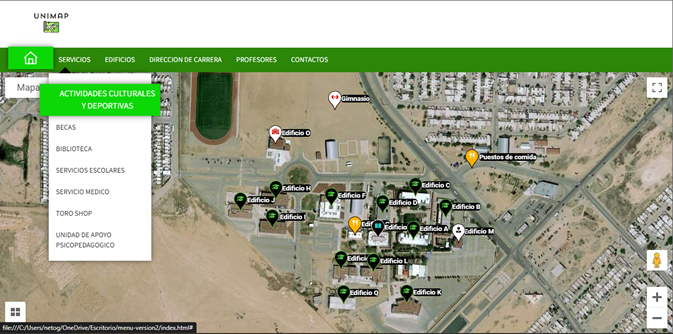 UNIMAP
SERVICIOS EDIFICIOS DIRECCION DE CARRERA PROFESORES CONTACTOS
Mapa
ACTIVIDADES CULTURALES
Y DEPORTIVAS
BECAS
BIBLIOTECA
SERVICIOS ESCOLARES
SERVICIO MEDICO
TORO SHOP
UNIDAD DE APOYO
PSICOPEDAGOGICO
Gimnasio
Edificio O
Puestos de comida
Edificio H
Edificio C
Edificio J
Edificio F
Edificio D
Edificio B
Edificio I
Edificio
Edificio A
Edificio M
Edificio
Edificio L
Edificio Q
Edificio K
file:///C:/Users/netog/OneDrive/Escritorio/menu-version2/index.html#